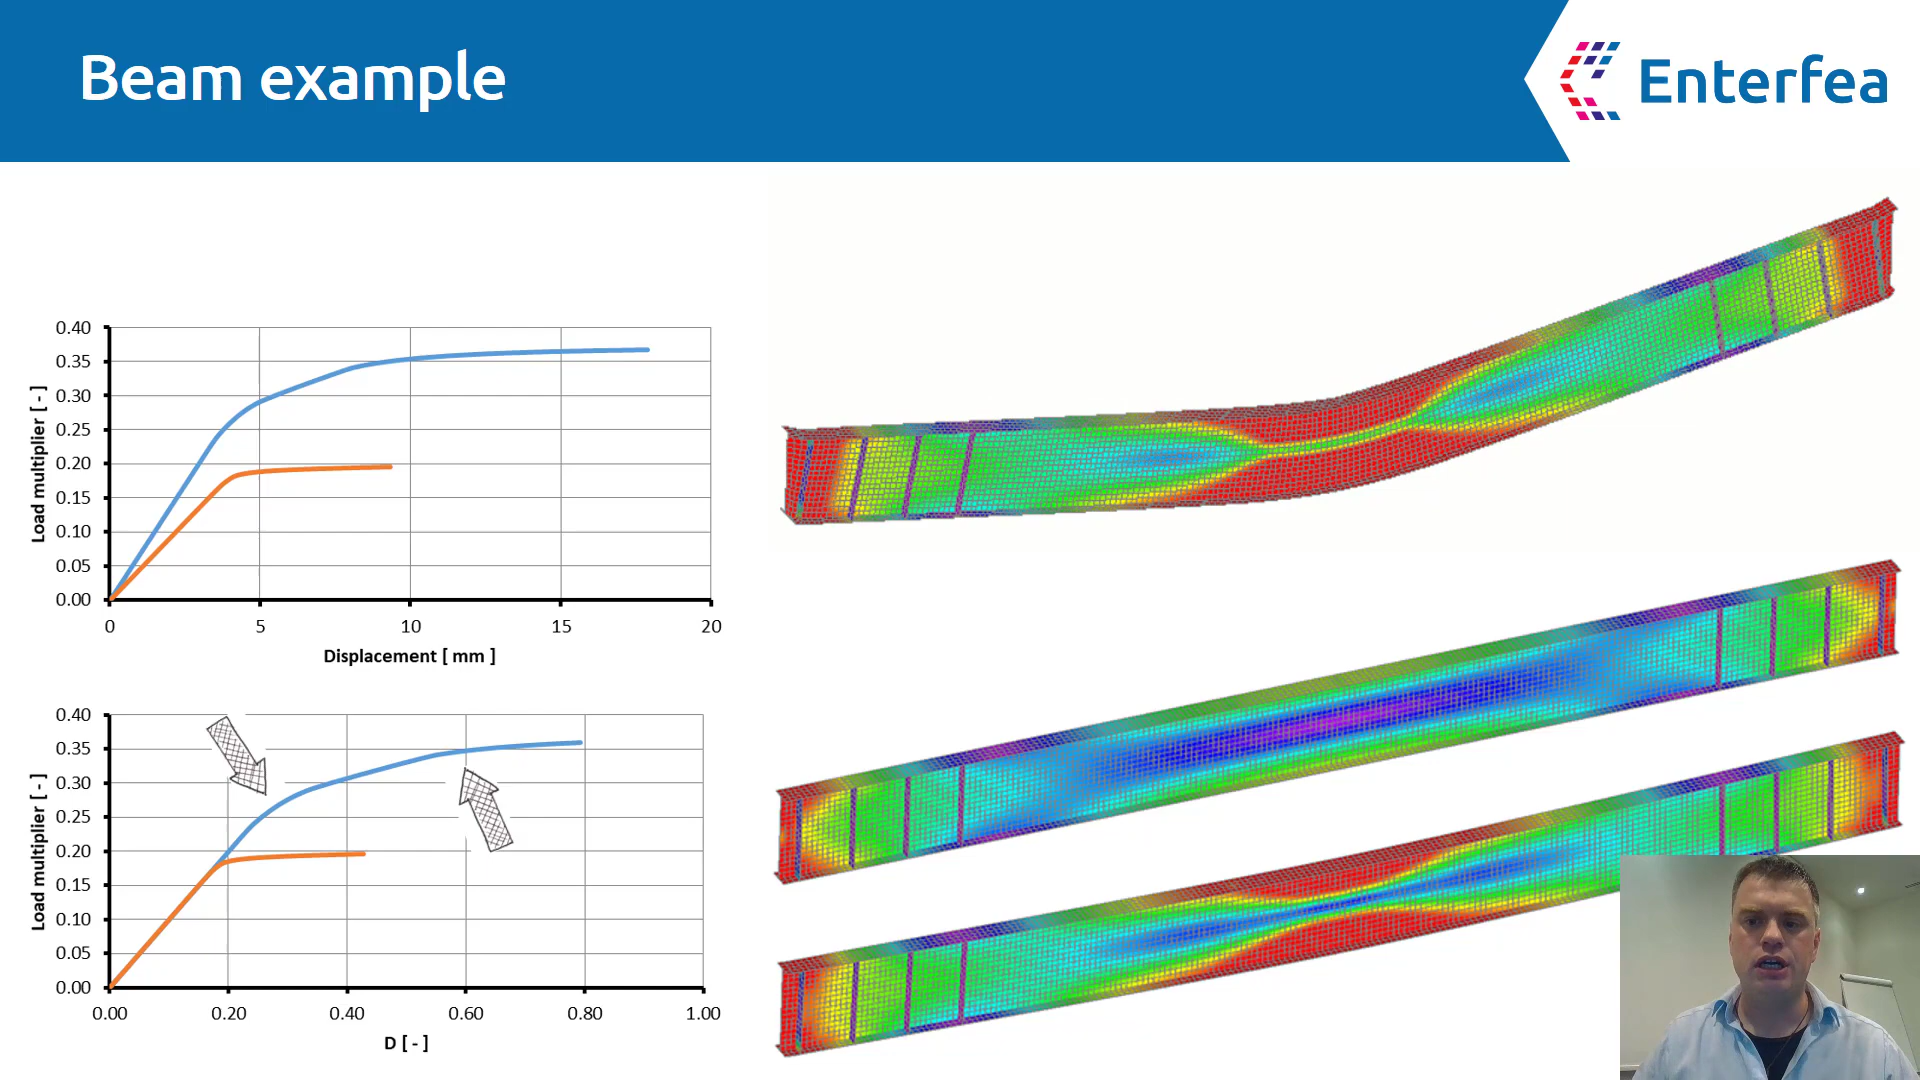 Beam example
Enterfea
Load multiplier [ - ]
0.40
0.35
0.30
0.25
0.20
0.15
0.10
0.05
0.00
0 5 10 15 20
Displacement [ mm ]
Load multiplier [ - ]
0.40
0.35
0.30
0.25
0.20
0.15
0.10
0.05
0.00
0.00 0.20 0.40 0.60 0.80 1.00
D [ - ]